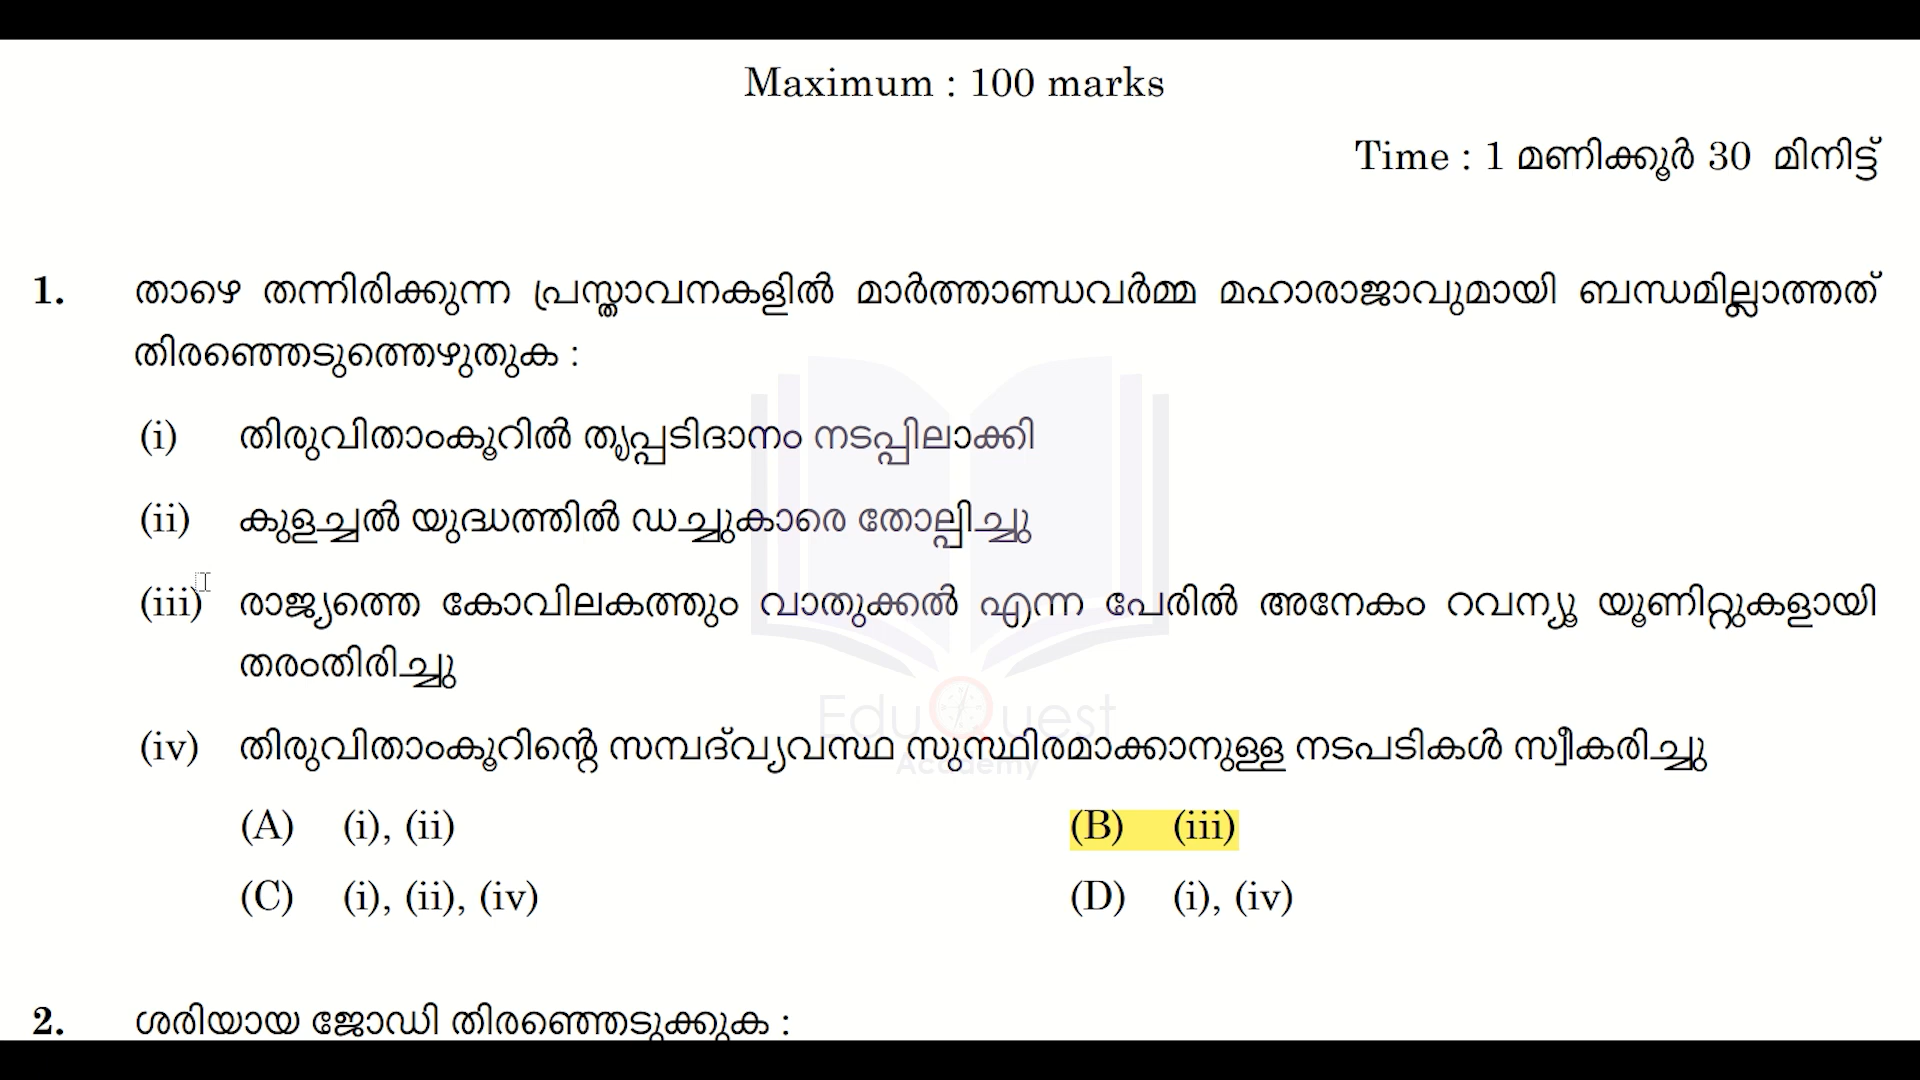 Maximum : 100 marks
Time : 1 മണിക്കൂർ 30 മിനിട്ട്
1. താഴെ തന്നിരിക്കുന്ന പ്രസ്താവനകളിൽ മാർത്താണ്ഡവർമ്മ മഹാരാജാവുമായി ബന്ധമില്ലാത്തത്
തിരഞ്ഞെടുത്തെഴുതുക :
(i) തിരുവിതാംകൂറിൽ തൃപ്പടിദാനം നടപ്പിലാക്കി
(ii) കുളച്ചൽ യുദ്ധത്തിൽ ഡച്ചുകാരെ തോല്പിച്ചു
(iii) രാജ്യത്തെ കോവിലകത്തും വാതുക്കൽ എന്ന പേരിൽ അനേകം റവന്യൂ യൂണിറ്റുകളായി
തരംതിരിച്ചു
(iv) തിരുവിതാംകൂറിന്റെ സമ്പദ്‌വ്യവസ്ഥ സുസ്ഥിരമാക്കാനുള്ള നടപടികൾ സ്വീകരിച്ചു
(A) (i), (ii) (B) (iii)
(C) (i), (ii), (iv) (D) (i), (iv)
2. ശരിയായ ജോഡി തിരഞ്ഞെടുക്കുക :
EduQuest
Academy